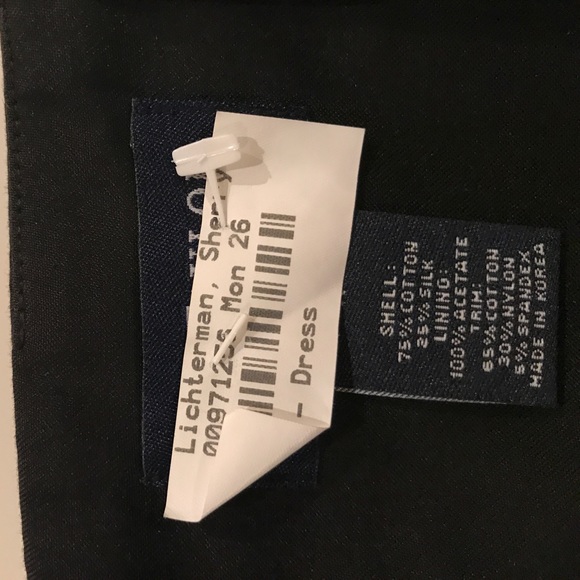 Lichterman, Sherry
Mon 26
— Dress
SHELL:
75% COTTON
25% SILK
LINING:
100% ACETATE
TRIM
65% COTTON
30% NYLON
5% SPANDEX
MADE IN KOREA